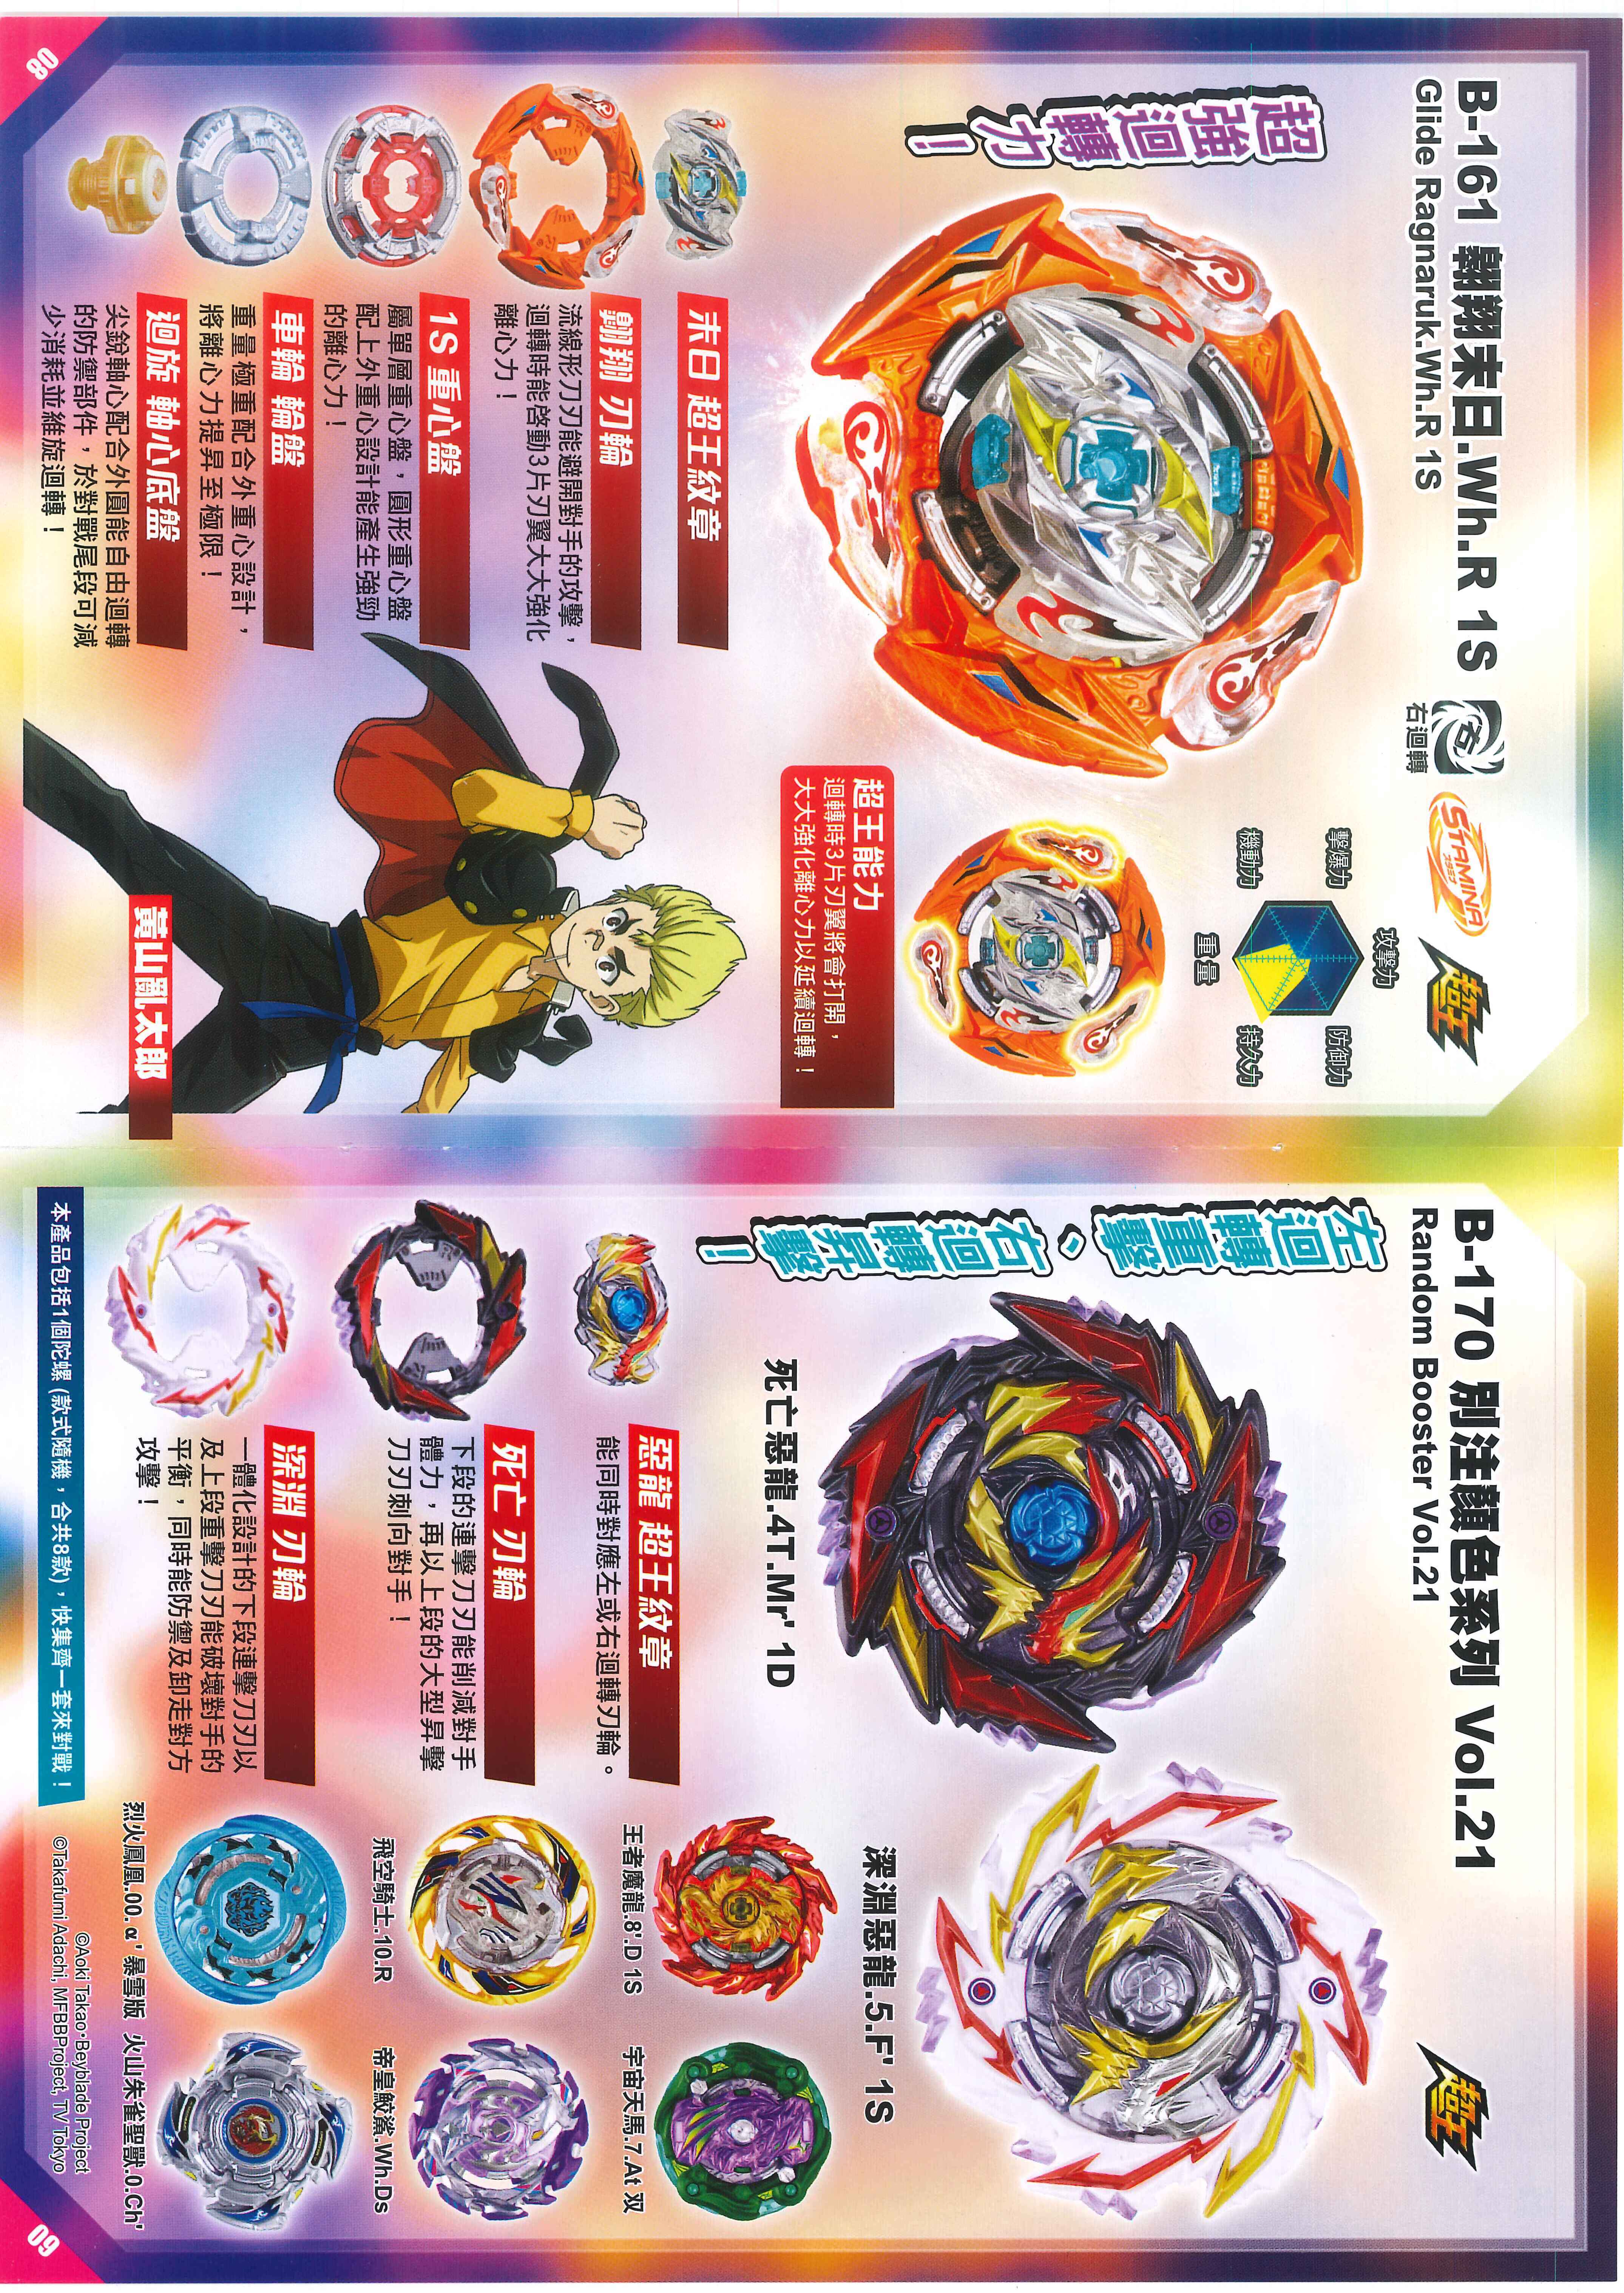 B-161 翱翔末日.Wh.R 1S
Glide Ragnaruk.Wh.R 1S
右
右迴轉
STAMINA
スタミナ
超王
超強迴轉力！
攻擊力
擊爆力
防御力
機動力
持久力
重量
超王能力
迴轉時3片刃翼將會打開，
大大強化離心力以延續迴轉！
末日 超王紋章
翱翔 刃輪
流線形刀刃能避開對手的攻擊，
迴轉時能啓動3片刃翼大大強化
離心力！
1S 重心盤
屬單層重心盤，圓形重心盤
配上外重心設計能產生強勁
的離心力！
車輪 輪盤
重量極重配合外重心設計，
將離心力提昇至極限！
迴旋 軸心底盤
尖銳軸心配合外圓能自由迴轉
的防禦部件，於對戰尾段可減
少消耗並維旋迴轉！
黃山亂太郎
08
B-170 別注顏色系列 Vol.21
Random Booster Vol.21
超王
左迴轉重擊、右迴轉昇擊！
深淵惡龍.5.F' 1S
死亡惡龍.4T.Mr' 1D
惡龍 超王紋章
能同時對應左或右迴轉刃輪。
死亡 刃輪
下段的連擊刀刃能削減對手
體力，再以上段的大型昇擊
刀刃刺向對手！
深淵 刃輪
一體化設計的下段連擊刀刃以
及上段重擊刀刃能破壞對手的
平衡，同時能防禦及卸走對方
攻擊！
王者魔龍.8'.D 1S
宇宙天馬.7.At 双
飛空騎士.10.R
帝皇鮫鯊.Wh.Ds
烈火鳳凰.00.α' 暴雪版
火山朱雀聖獸.0.Ch'
本產品包括1個陀螺 (款式隨機，合共8款)，快集齊一套來對戰！
©Aoki Takao･Beyblade Project
©Takafumi Adachi, MFBBProject, TV Tokyo
09